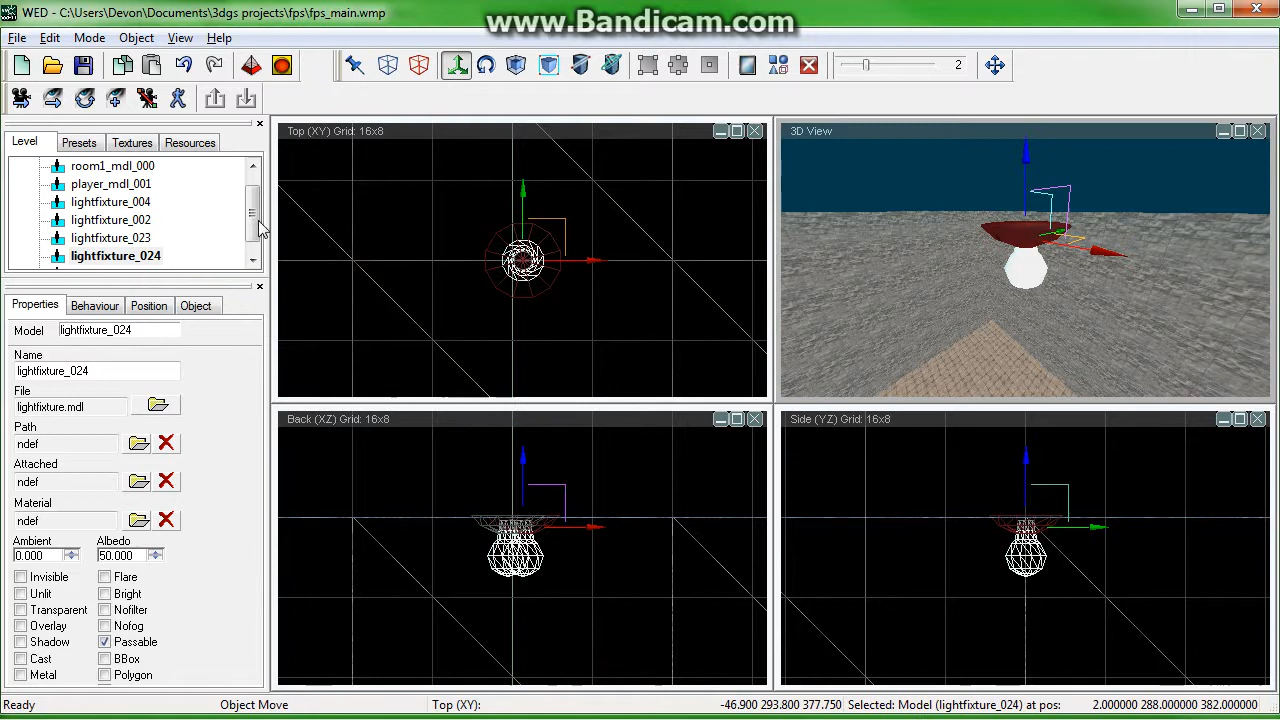 WED - C:\Users\Devon\Documents\3dgs projects\fps\fps_main.wmp
www.Bandicam.com
File Edit Mode Object View Help
2
Level Presets Textures Resources
room1_mdl_000
player_mdl_001
lightfixture_004
lightfixture_002
lightfixture_023
lightfixture_024
Properties Behaviour Position Object
Model lightfixture_024
Name
lightfixture_024
File
lightfixture.mdl
Path
ndef
Attached
ndef
Material
ndef
Ambient Albedo
0.000 50.000
Invisible Flare
Unlit Bright
Transparent Nofilter
Overlay Nofog
Shadow Passable
Cast BBox
Metal Polygon
Top (XY) Grid: 16x8
3D View
Back (XZ) Grid: 16x8
Side (YZ) Grid: 16x8
Ready Object Move Top (XY): -46.900 293.800 377.750 Selected: Model (lightfixture_024) at pos: 2.000000 288.000000 382.000000